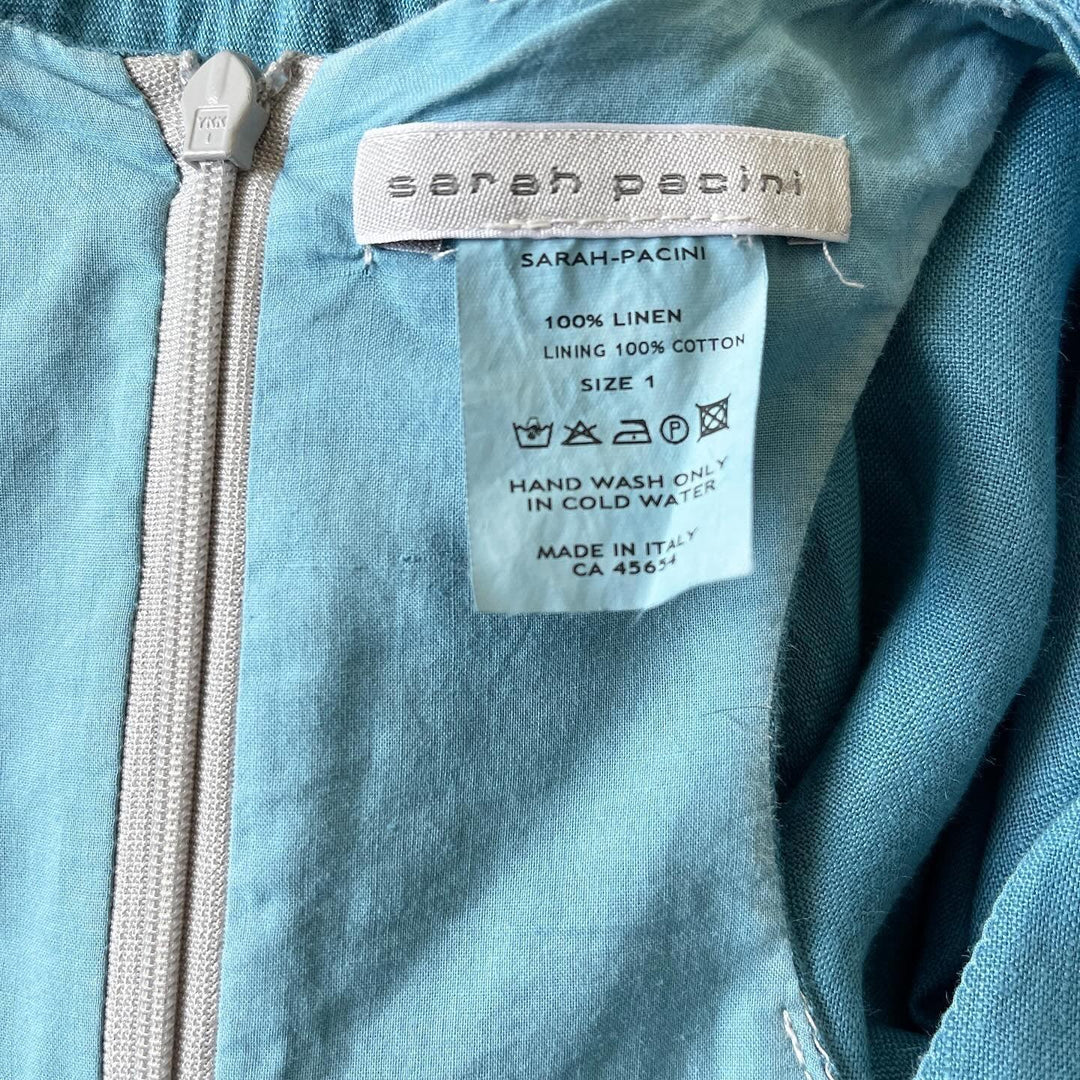 YNN
sarah pacini
SARAH-PACINI
100% LINEN
LINING 100% COTTON
SIZE 1
P
HAND WASH ONLY
IN COLD WATER
MADE IN ITALY
CA 45654